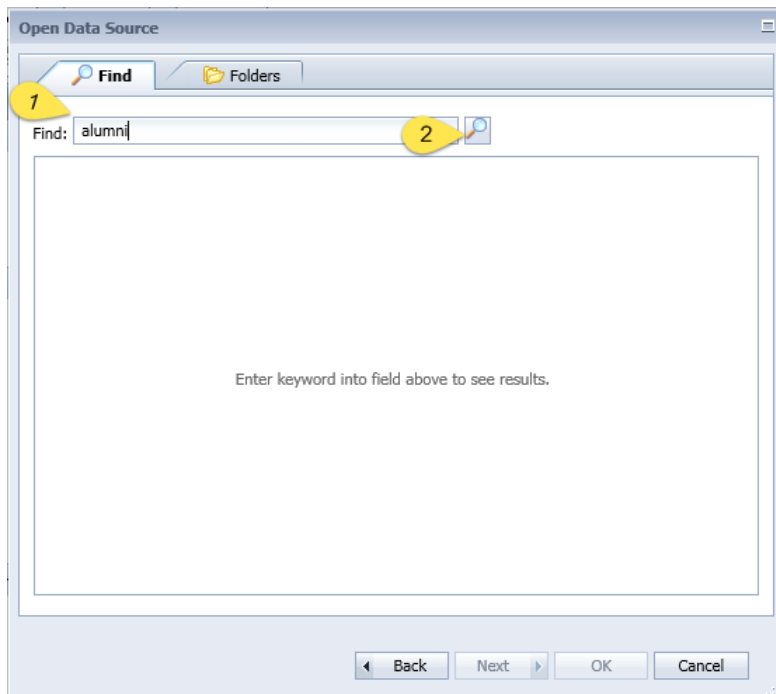 Open Data Source
Find Folders
1
Find: alumni 2
Enter keyword into field above to see results.
Back Next OK Cancel